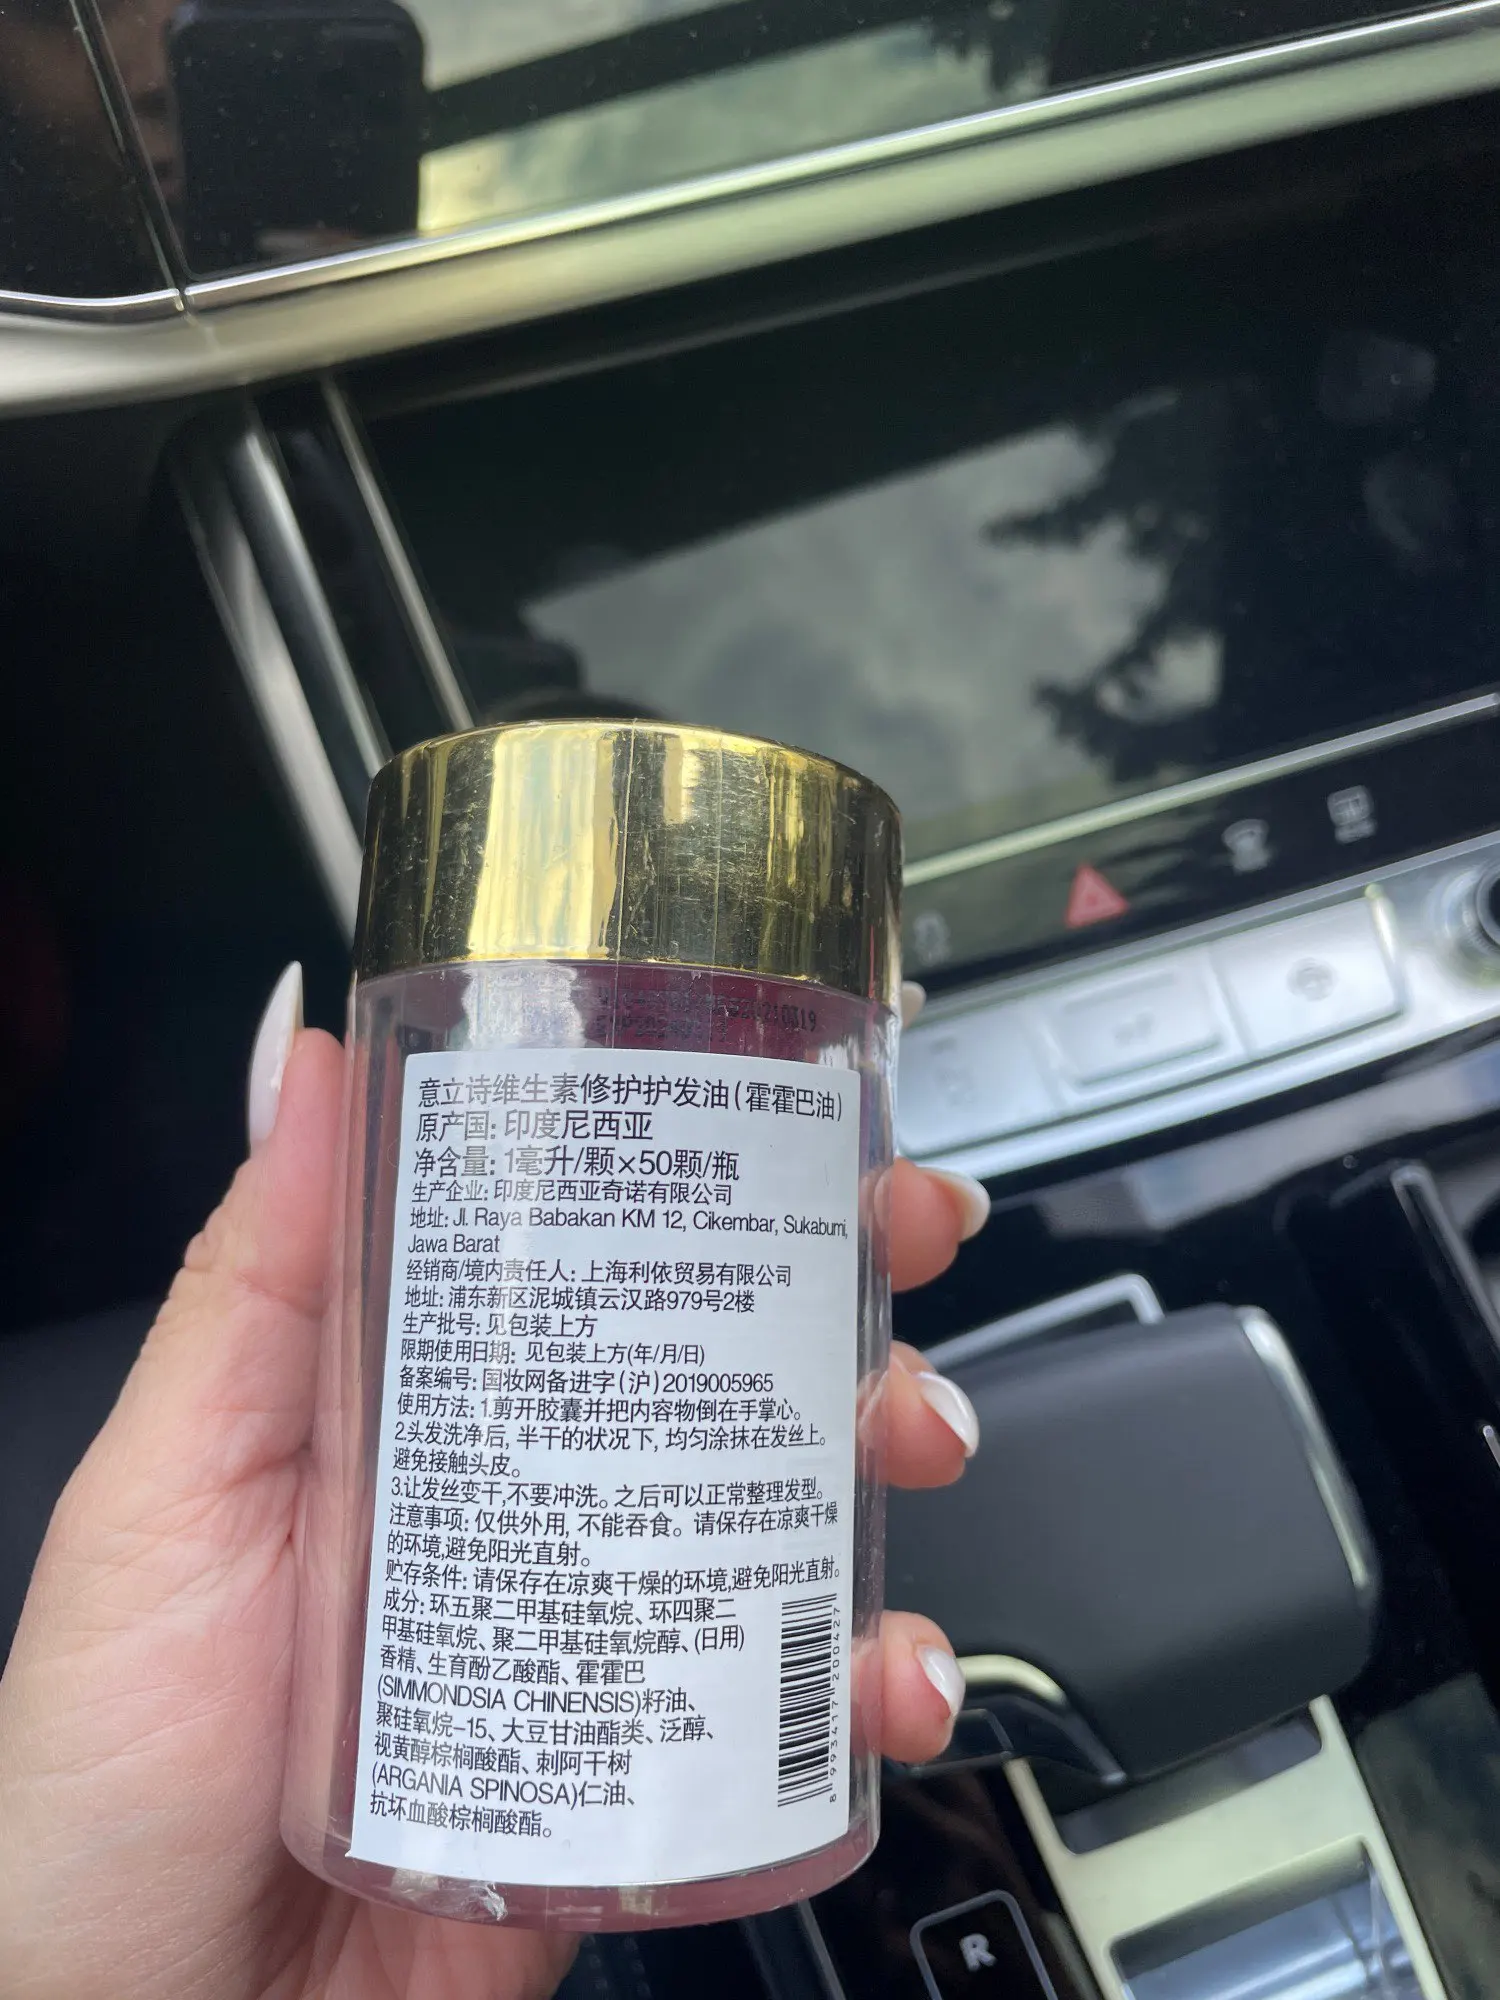 意立诗维生素修护护发油(霍霍巴油)
原产国: 印度尼西亚
净含量: 1毫升/颗×50颗/瓶
生产企业: 印度尼西亚奇诺有限公司
地址: Jl. Raya Babakan KM 12, Cikembar, Sukabumi,
Jawa Barat
经销商/境内责任人: 上海利依贸易有限公司
地址: 浦东新区泥城镇云汉路979号2楼
生产批号: 见包装上方
限期使用日期: 见包装上方(年/月/日)
备案编号: 国妆网备进字(沪)2019005965
使用方法: 1.剪开胶囊并把内容物倒在手掌心。
2.头发洗净后, 半干的状况下, 均匀涂抹在发丝上。
避免接触头皮。
3.让发丝变干,不要冲洗。之后可以正常整理发型。
注意事项: 仅供外用, 不能吞食。请保存在凉爽干燥
的环境,避免阳光直射。
贮存条件: 请保存在凉爽干燥的环境,避免阳光直射。
成分: 环五聚二甲基硅氧烷、环四聚二
甲基硅氧烷、聚二甲基硅氧烷醇、(日用)
香精、生育酚乙酸酯、霍霍巴
(SIMMONDSIA CHINENSIS)籽油、
聚硅氧烷-15、大豆甘油酯类、泛醇、
视黄醇棕榈酸酯、刺阿干树
(ARGANIA SPINOSA)仁油、
抗坏血酸棕榈酸酯。
8 993417 200427
R